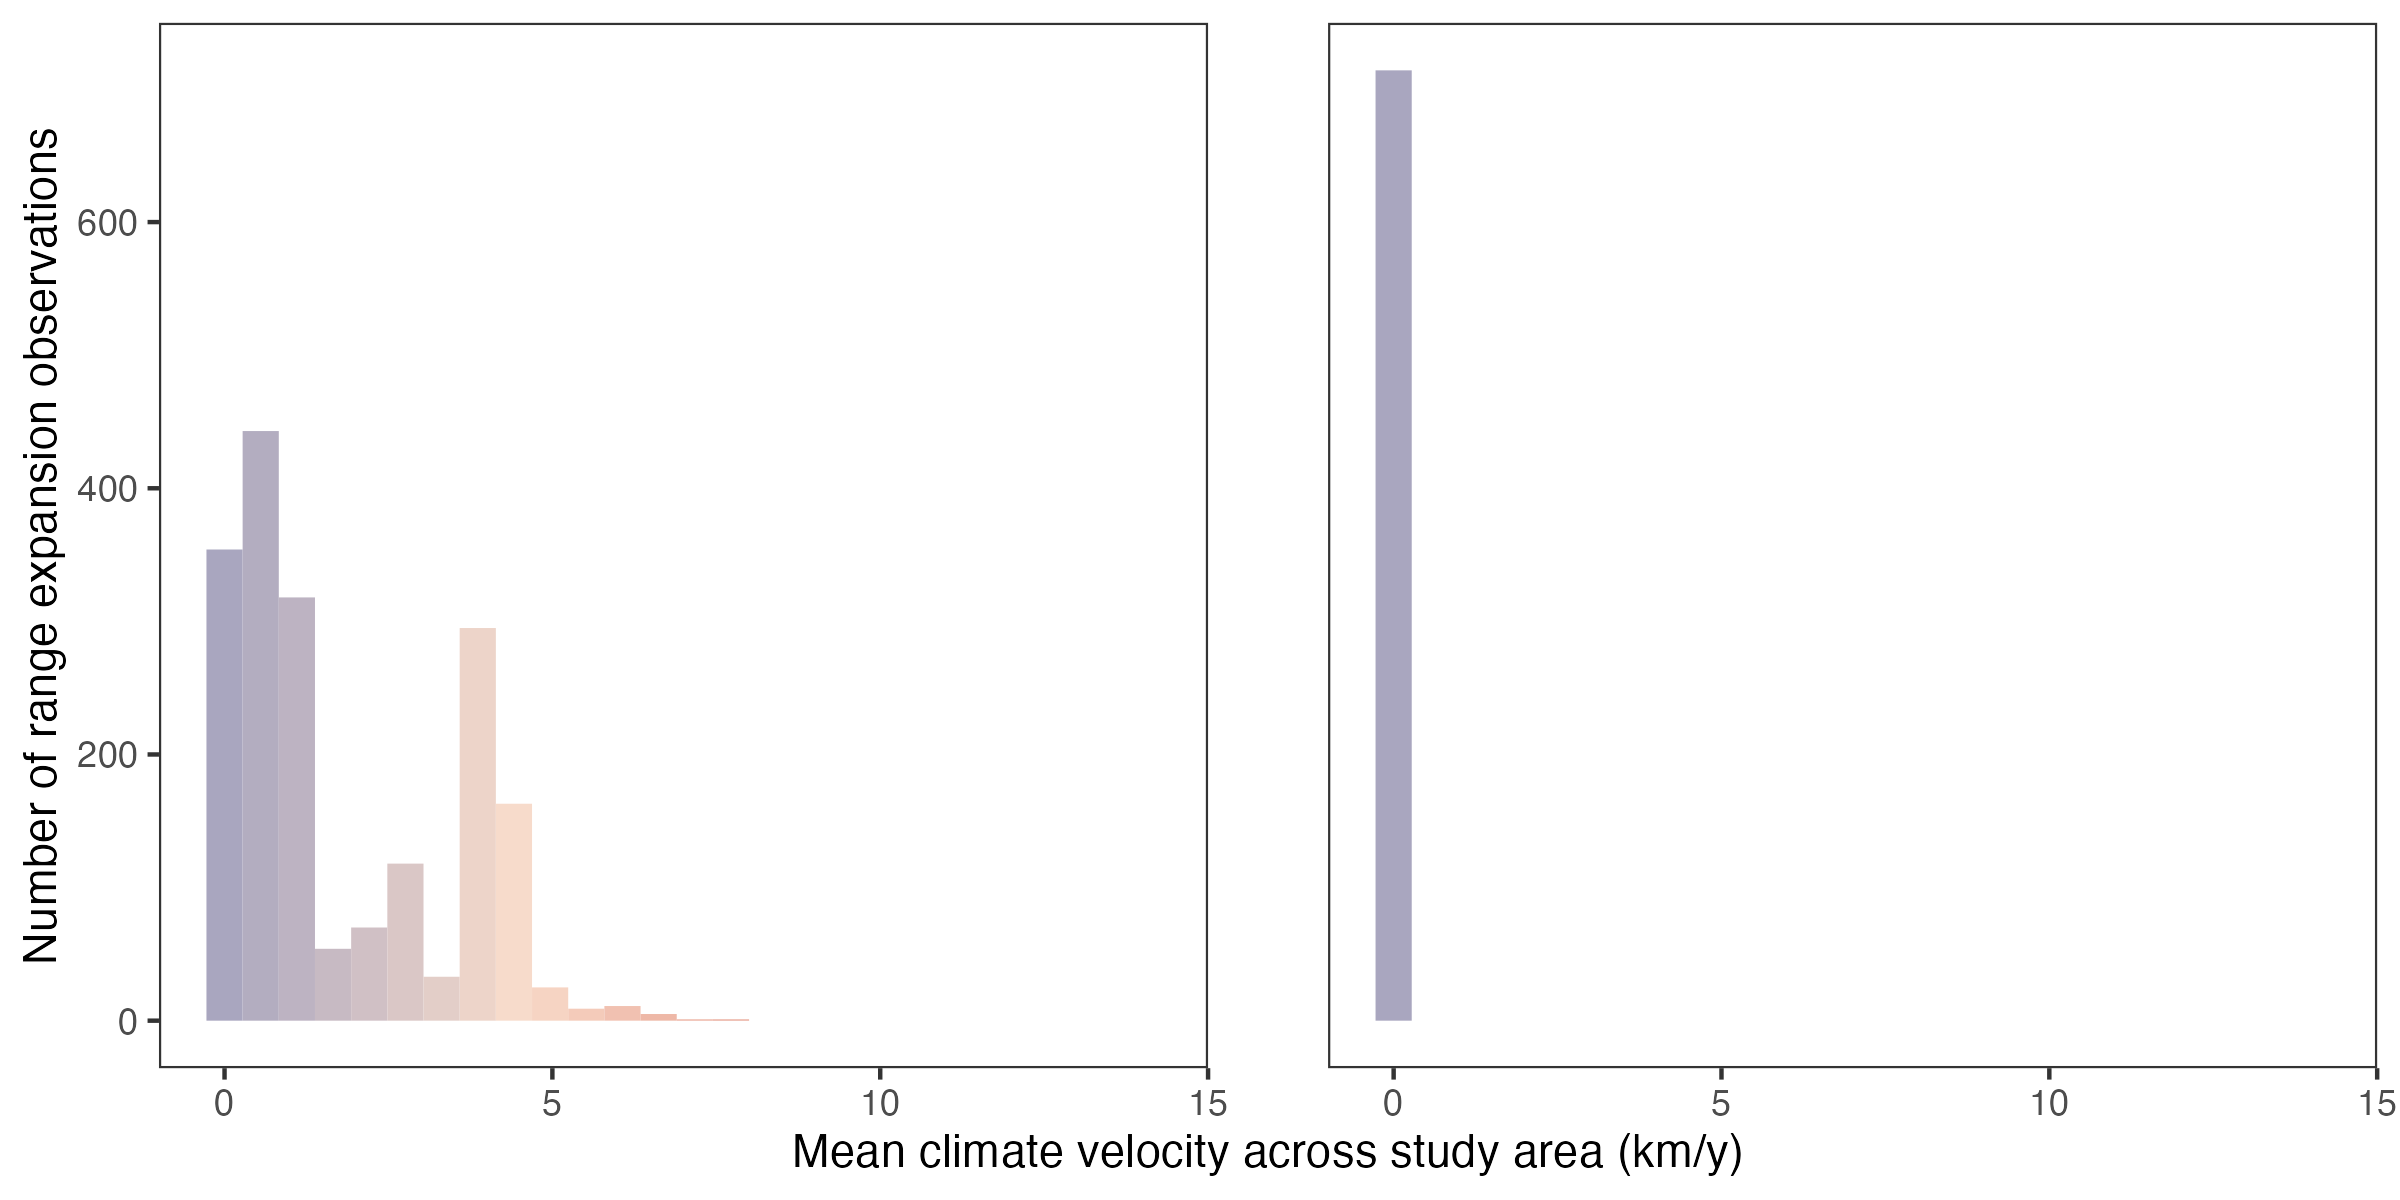 Number of range expansion observations
600
400
200
0
0 5 10 15
0 5 10 15
Mean climate velocity across study area (km/y)